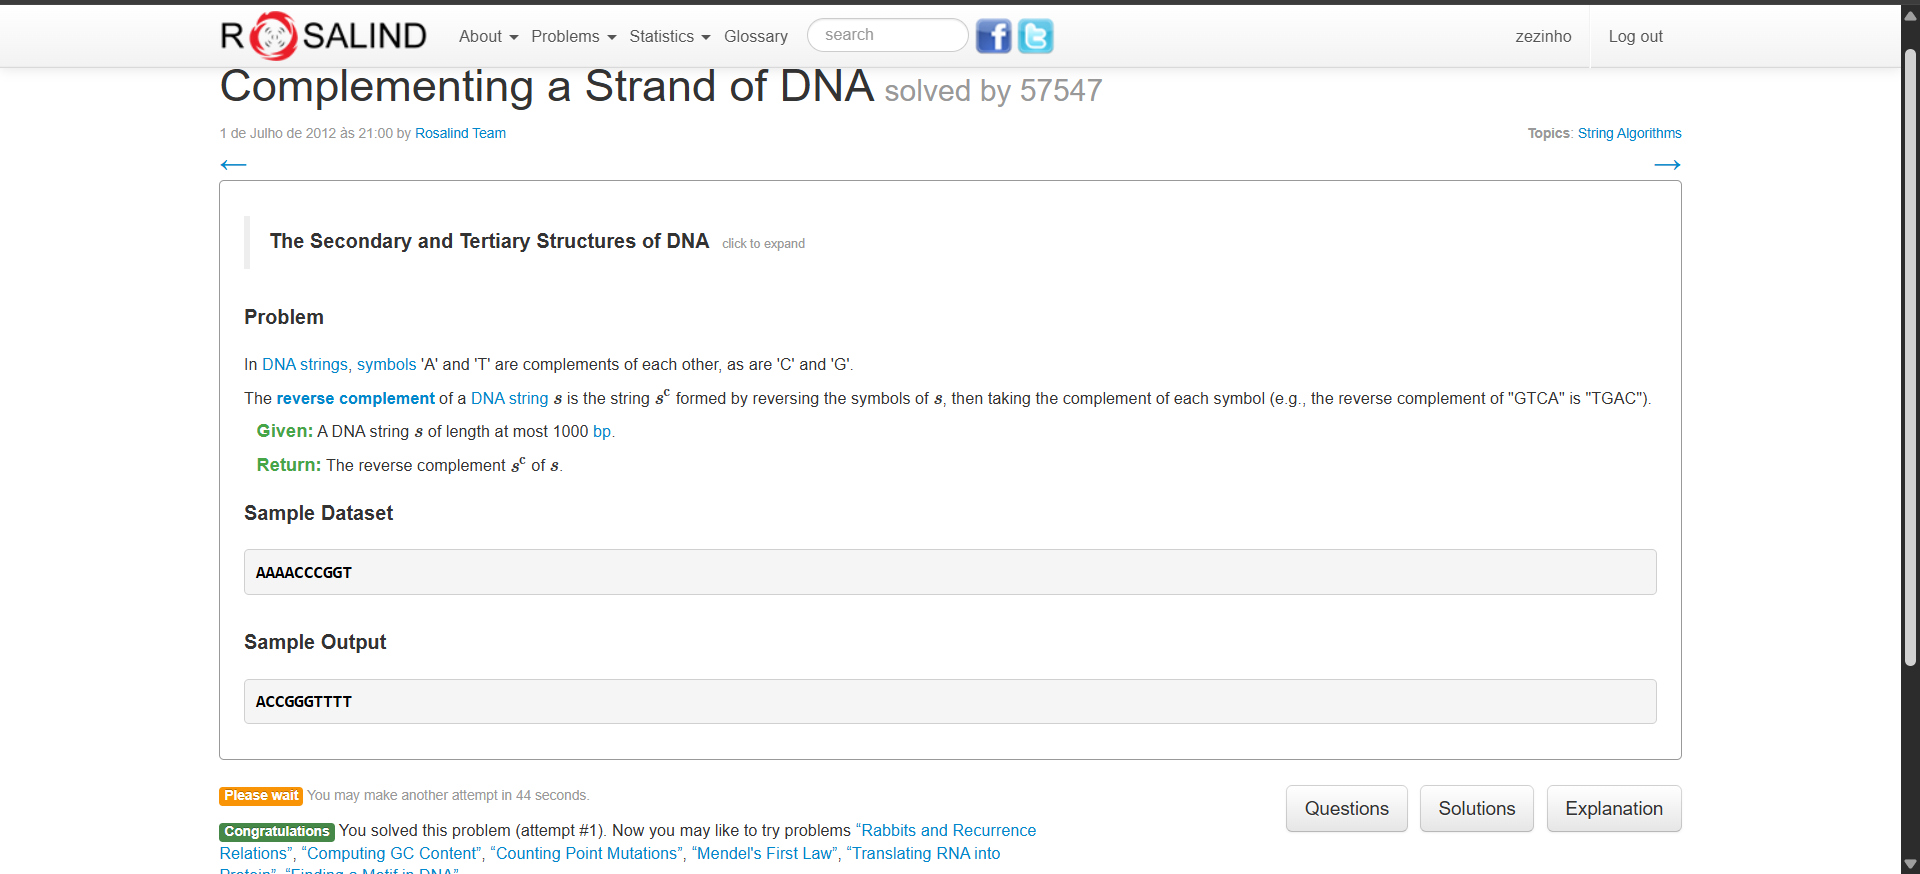 ROSALIND About Problems Statistics Glossary search zezinho Log out
Complementing a Strand of DNA solved by 57547
1 de Julho de 2012 às 21:00 by Rosalind Team Topics: String Algorithms
← →
The Secondary and Tertiary Structures of DNA click to expand
Problem
In DNA strings, symbols 'A' and 'T' are complements of each other, as are 'C' and 'G'.
The reverse complement of a DNA string s is the string sᶜ formed by reversing the symbols of s, then taking the complement of each symbol (e.g., the reverse complement of "GTCA" is "TGAC").
Given: A DNA string s of length at most 1000 bp.
Return: The reverse complement sᶜ of s.
Sample Dataset
AAAACCCGGT
Sample Output
ACCGGGTTTT
Please wait You may make another attempt in 44 seconds. Questions Solutions Explanation
Congratulations You solved this problem (attempt #1). Now you may like to try problems “Rabbits and Recurrence
Relations”, “Computing GC Content”, “Counting Point Mutations”, “Mendel's First Law”, “Translating RNA into
Protein”, “Finding a Motif in DNA”